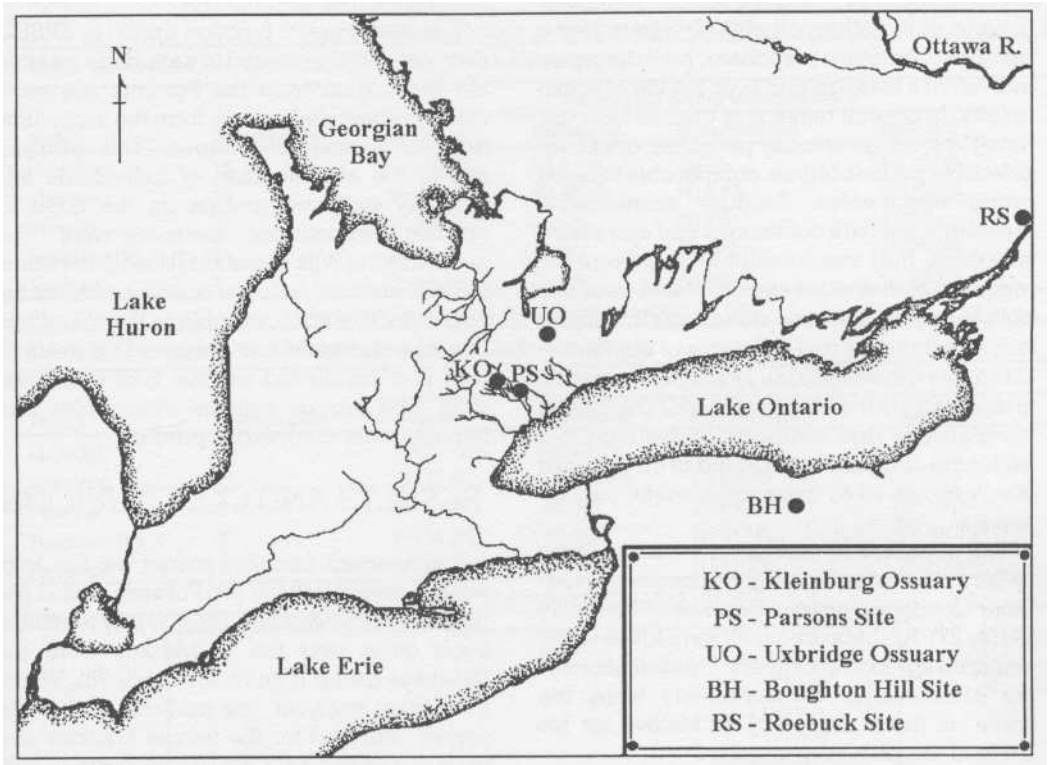 N
Ottawa R.
Georgian
Bay
RS
Lake
Huron
UO
KO
PS
Lake Ontario
BH
Lake Erie
KO - Kleinburg Ossuary
PS - Parsons Site
UO - Uxbridge Ossuary
BH - Boughton Hill Site
RS - Roebuck Site